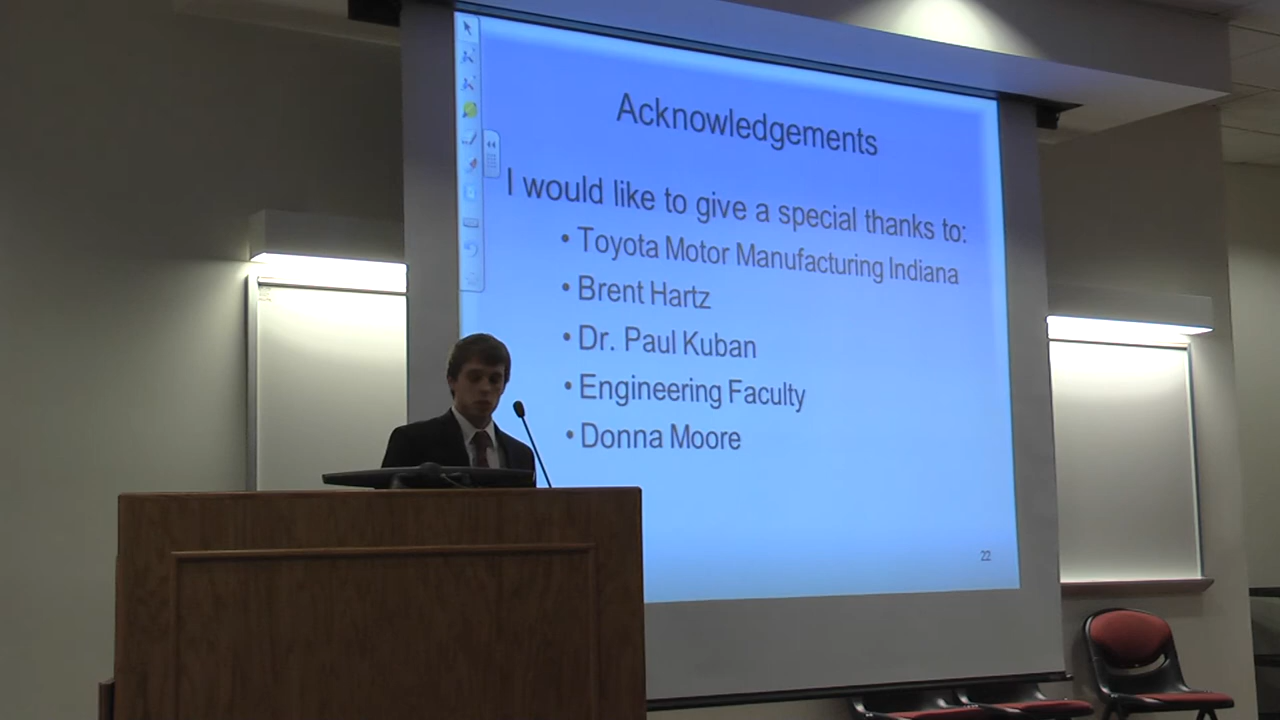 Acknowledgements
I would like to give a special thanks to:
• Toyota Motor Manufacturing Indiana
• Brent Hartz
• Dr. Paul Kuban
• Engineering Faculty
• Donna Moore
22